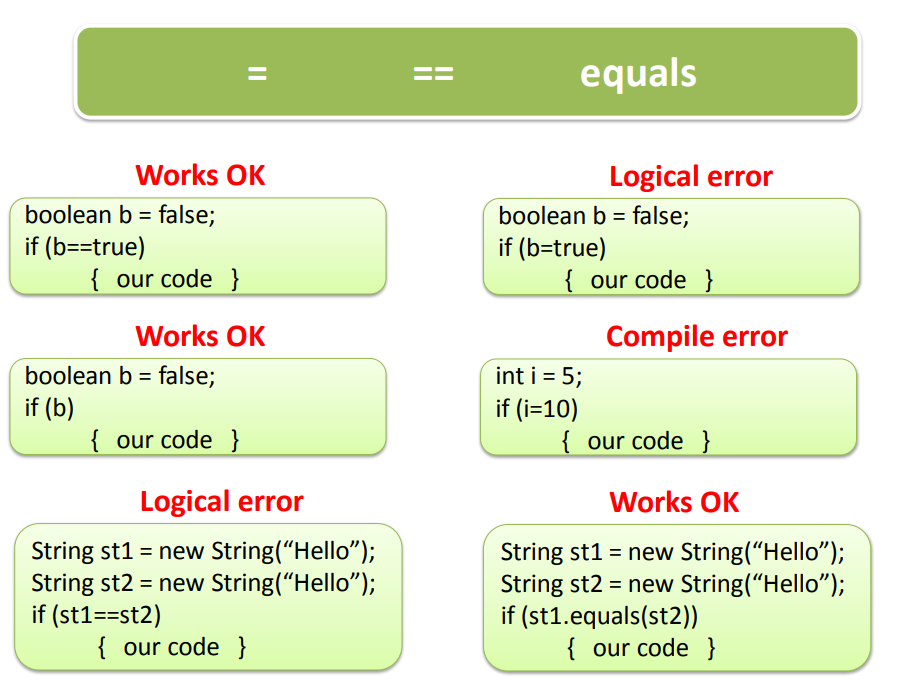 = == equals
Works OK
boolean b = false;
if (b==true)
{ our code }
Logical error
boolean b = false;
if (b=true)
{ our code }
Works OK
boolean b = false;
if (b)
{ our code }
Compile error
int i = 5;
if (i=10)
{ our code }
Logical error
String st1 = new String(“Hello”);
String st2 = new String(“Hello”);
if (st1==st2)
{ our code }
Works OK
String st1 = new String(“Hello”);
String st2 = new String(“Hello”);
if (st1.equals(st2))
{ our code }